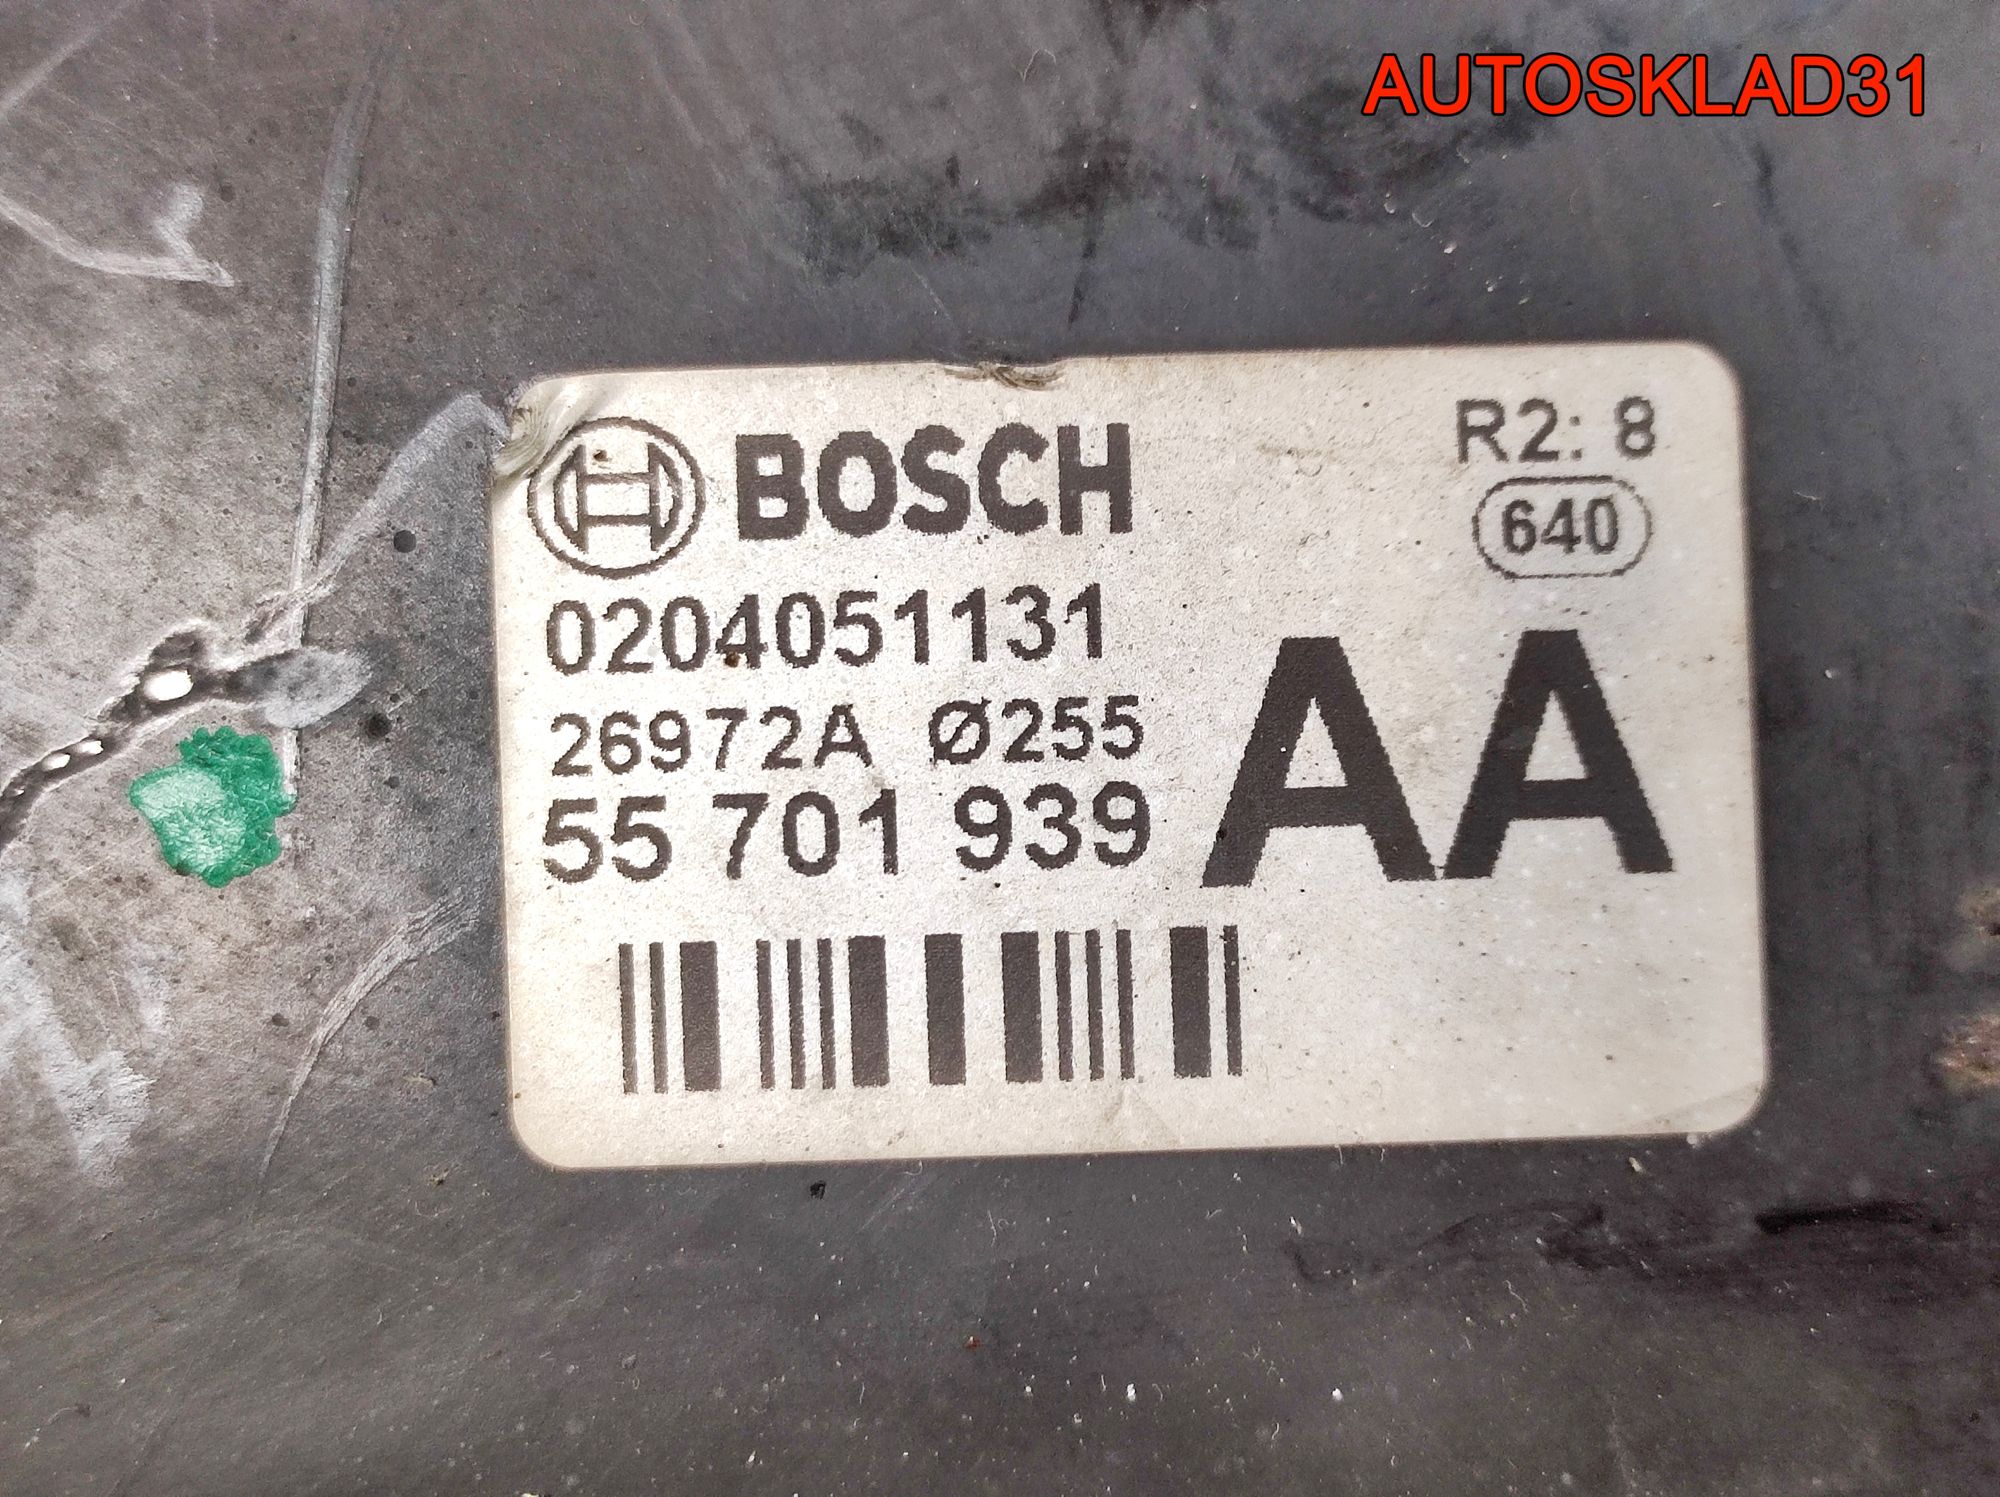 AUTOSKLAD31
BOSCH
R2: 8
640
0204051131
26972A Ø255
55 701 939
AA